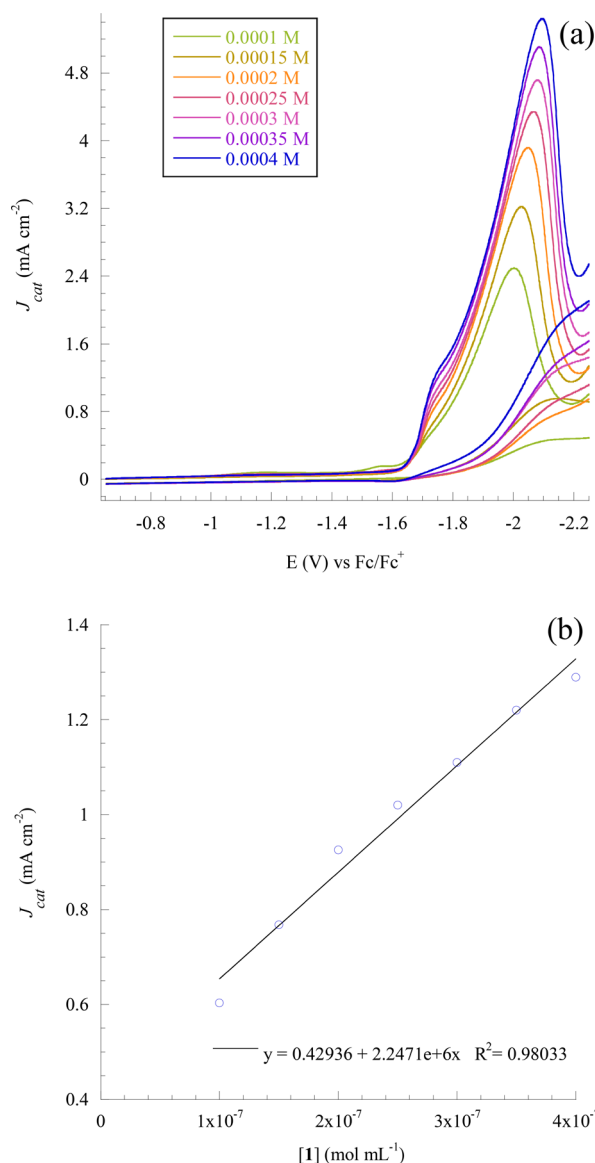 (a)
0.0001 M
0.00015 M
0.0002 M
0.00025 M
0.0003 M
0.00035 M
0.0004 M
4.8
4
3.2
2.4
1.6
0.8
0
J_cat (mA cm⁻²)
-0.8 -1 -1.2 -1.4 -1.6 -1.8 -2 -2.2
E (V) vs Fc/Fc⁺
(b)
1.4
1.2
1
0.8
0.6
0.4
J_cat (mA cm⁻²)
y = 0.42936 + 2.2471e+6x R²= 0.98033
0 1x10⁻⁷ 2x10⁻⁷ 3x10⁻⁷ 4x10⁻⁷
[1] (mol mL⁻¹)